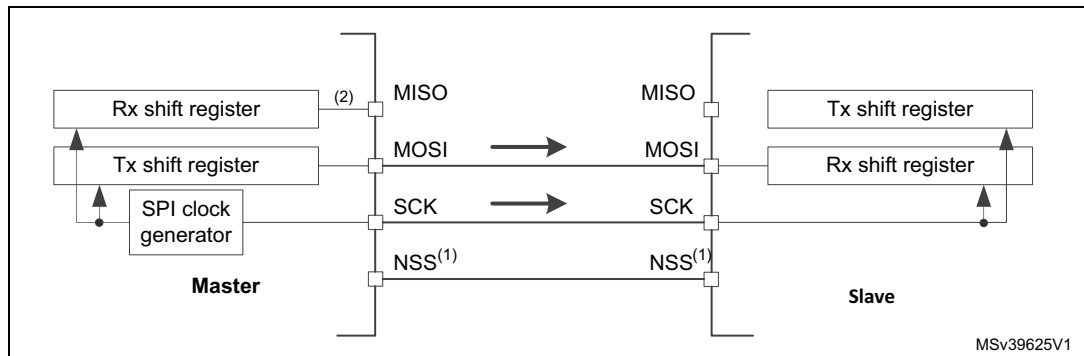 MISO
MISO
(2)
Rx shift register
Tx shift register
MOSI
MOSI
Tx shift register
Rx shift register
SPI clock
generator
SCK
SCK
NSS(1)
NSS(1)
Master
Slave
MSv39625V1